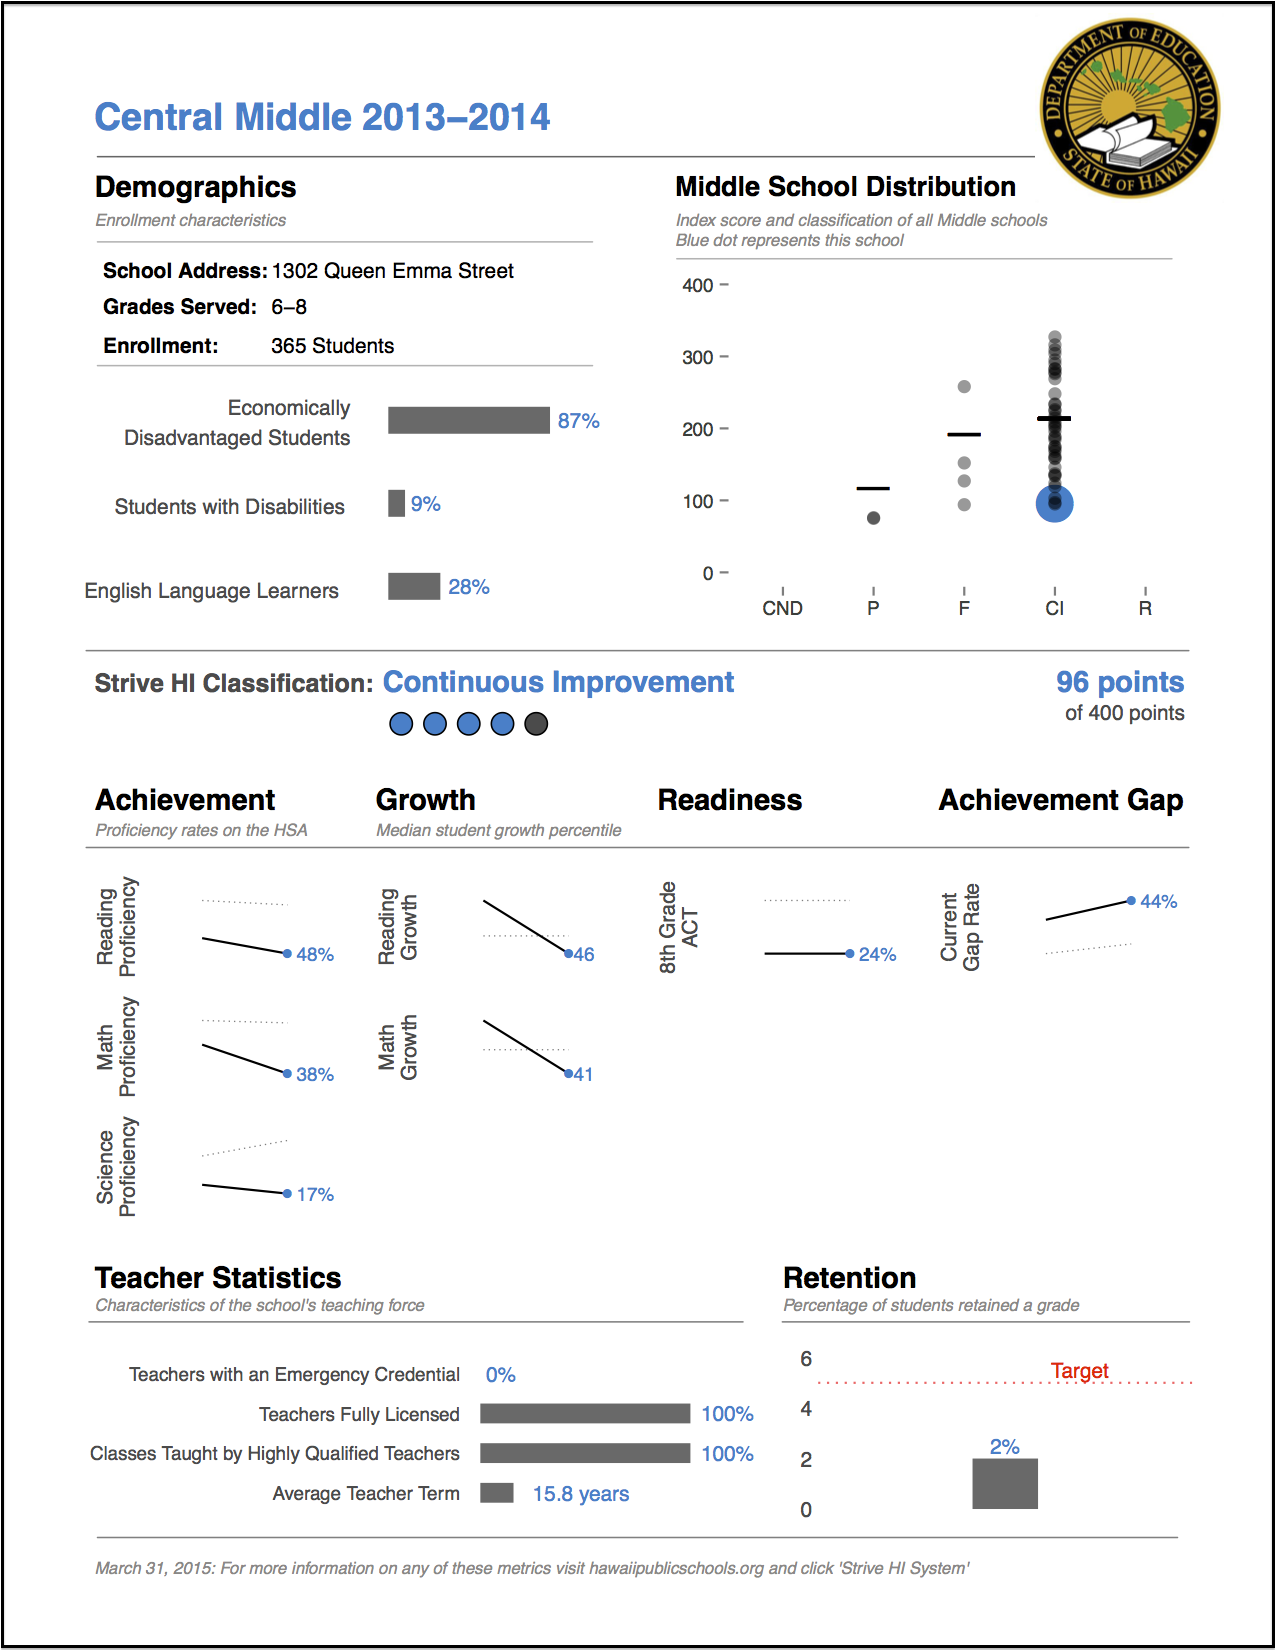 DEPARTMENT OF EDUCATION
STATE OF HAWAII
Central Middle 2013–2014
Demographics
Enrollment characteristics
School Address: 1302 Queen Emma Street
Grades Served: 6–8
Enrollment: 365 Students
Economically
Disadvantaged Students
87%
Students with Disabilities
9%
English Language Learners
28%
Middle School Distribution
Index score and classification of all Middle schools
Blue dot represents this school
400
300
200
100
0
CND P F CI R
Strive HI Classification: Continuous Improvement
96 points
of 400 points
Achievement
Proficiency rates on the HSA
Reading
Proficiency
48%
Math
Proficiency
38%
Science
Proficiency
17%
Growth
Median student growth percentile
Reading
Growth
46
Math
Growth
41
Readiness
8th Grade
ACT
24%
Achievement Gap
Current
Gap Rate
44%
Teacher Statistics
Characteristics of the school's teaching force
Teachers with an Emergency Credential 0%
Teachers Fully Licensed 100%
Classes Taught by Highly Qualified Teachers 100%
Average Teacher Term 15.8 years
Retention
Percentage of students retained a grade
6
Target
4
2%
2
0
March 31, 2015: For more information on any of these metrics visit hawaiipublicschools.org and click 'Strive HI System'